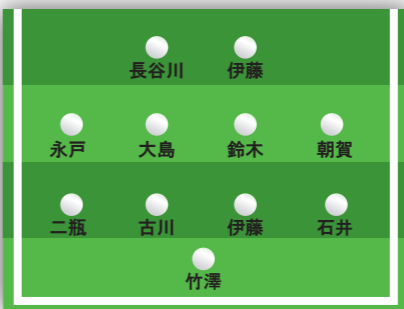 長谷川 伊藤
永戸 大島 鈴木 朝賀
二瓶 古川 伊藤 石井
竹澤